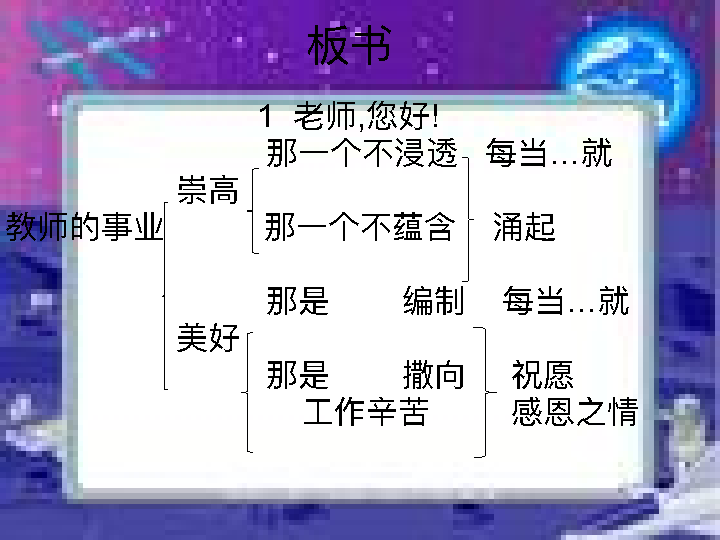 板书
1 老师,您好!
那一个不浸透 每当…就
崇高
教师的事业 那一个不蕴含 涌起
那是 编制 每当…就
美好
那是 撒向 祝愿
工作辛苦 感恩之情